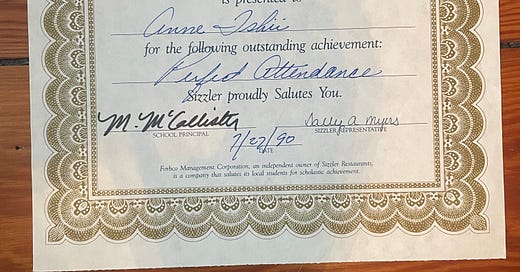 is presented to
Anne Ishii
for the following outstanding achievement:
Perfect Attendance
Sizzler proudly Salutes You.
M. McCollister Sally A Myers
SCHOOL PRINCIPAL SIZZLER REPRESENTATIVE
7/27/90
DATE
Forbco Management Corporation, an independent owner of Sizzler Restaurants,
is a company that salutes its local students for scholastic achievement.